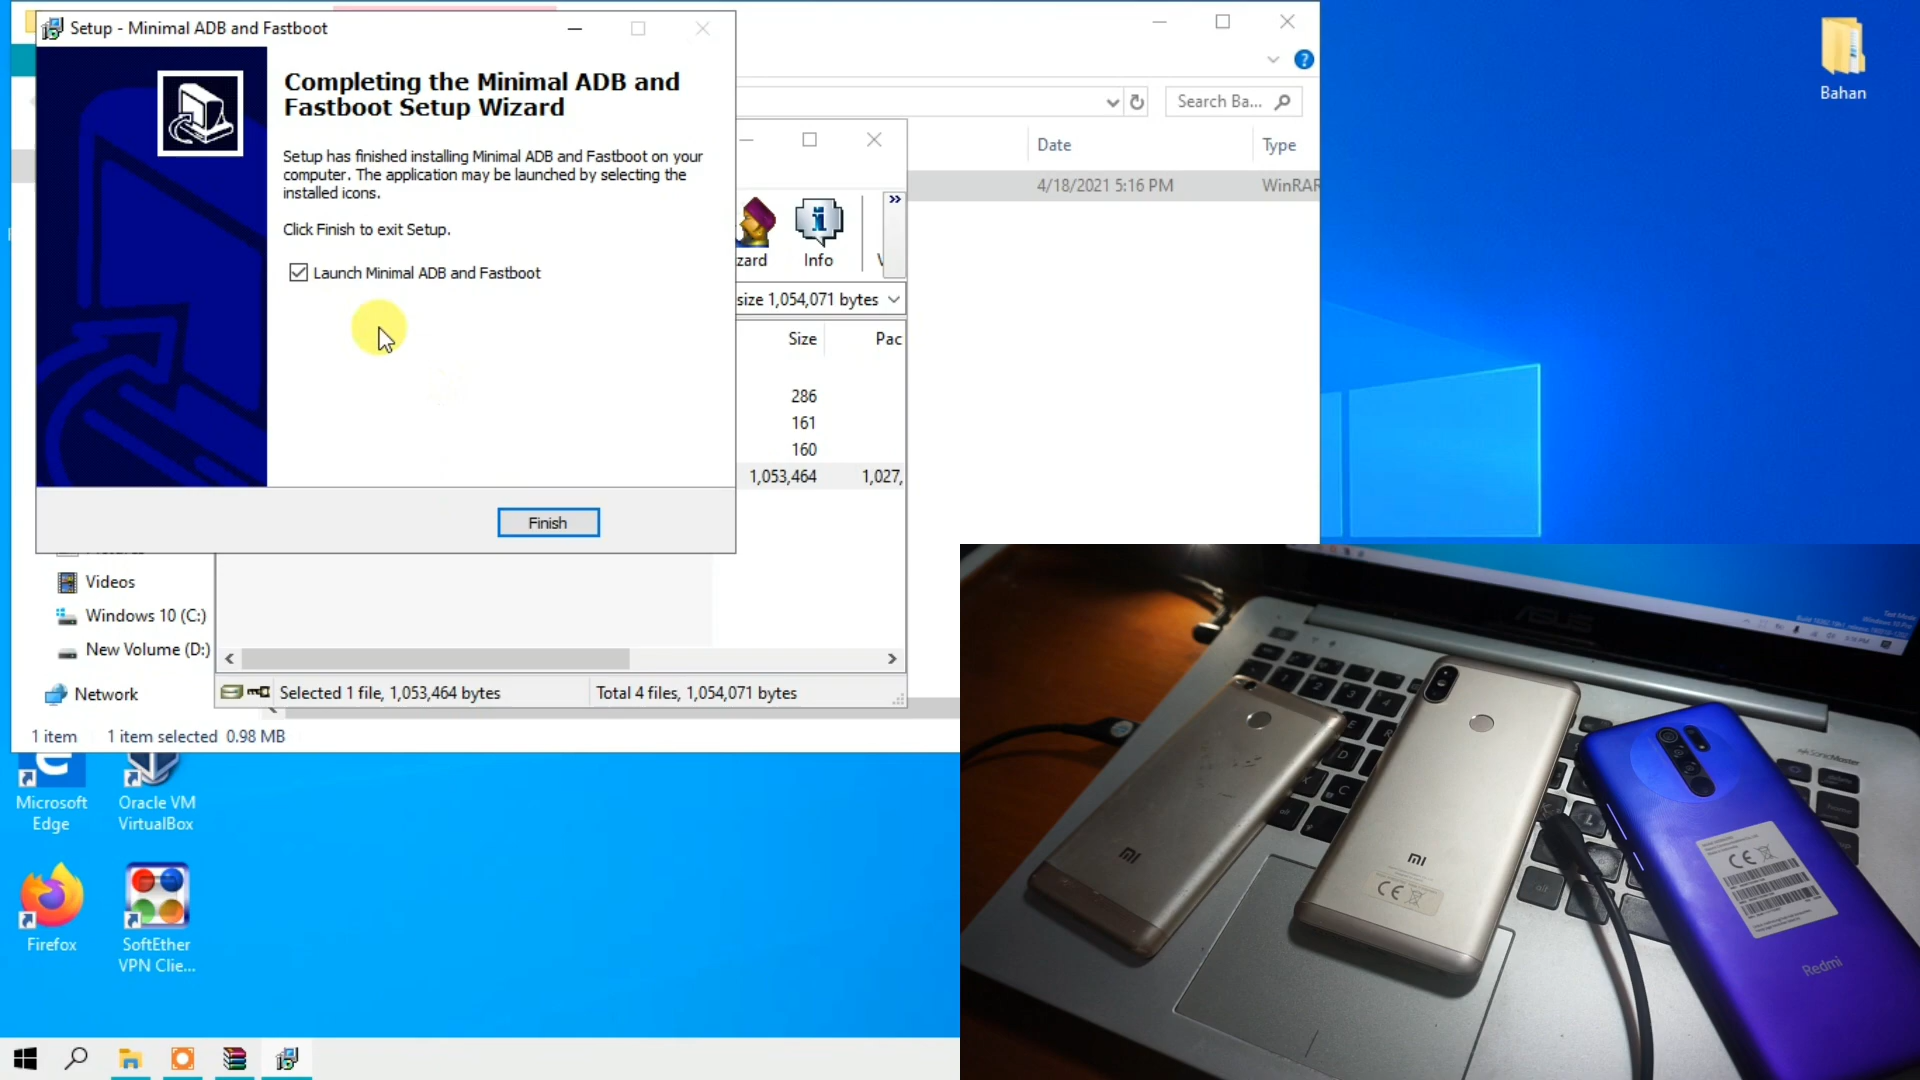 Setup - Minimal ADB and Fastboot
Completing the Minimal ADB and
Fastboot Setup Wizard
Setup has finished installing Minimal ADB and Fastboot on your
computer. The application may be launched by selecting the
installed icons.
Click Finish to exit Setup.
Launch Minimal ADB and Fastboot
Finish
Search Ba...
Date
Type
4/18/2021 5:16 PM
WinRAR
zard
Info
size 1,054,071 bytes
Size
Pac
286
161
160
1,053,464
1,027,
Videos
Windows 10 (C:)
New Volume (D:)
Network
Selected 1 file, 1,053,464 bytes
Total 4 files, 1,054,071 bytes
1 item
1 item selected 0.98 MB
Bahan
Microsoft
Edge
Oracle VM
VirtualBox
Firefox
SoftEther
VPN Clie...
ASUS
SonicMaster
MI
MI
CE
CE
Redmi